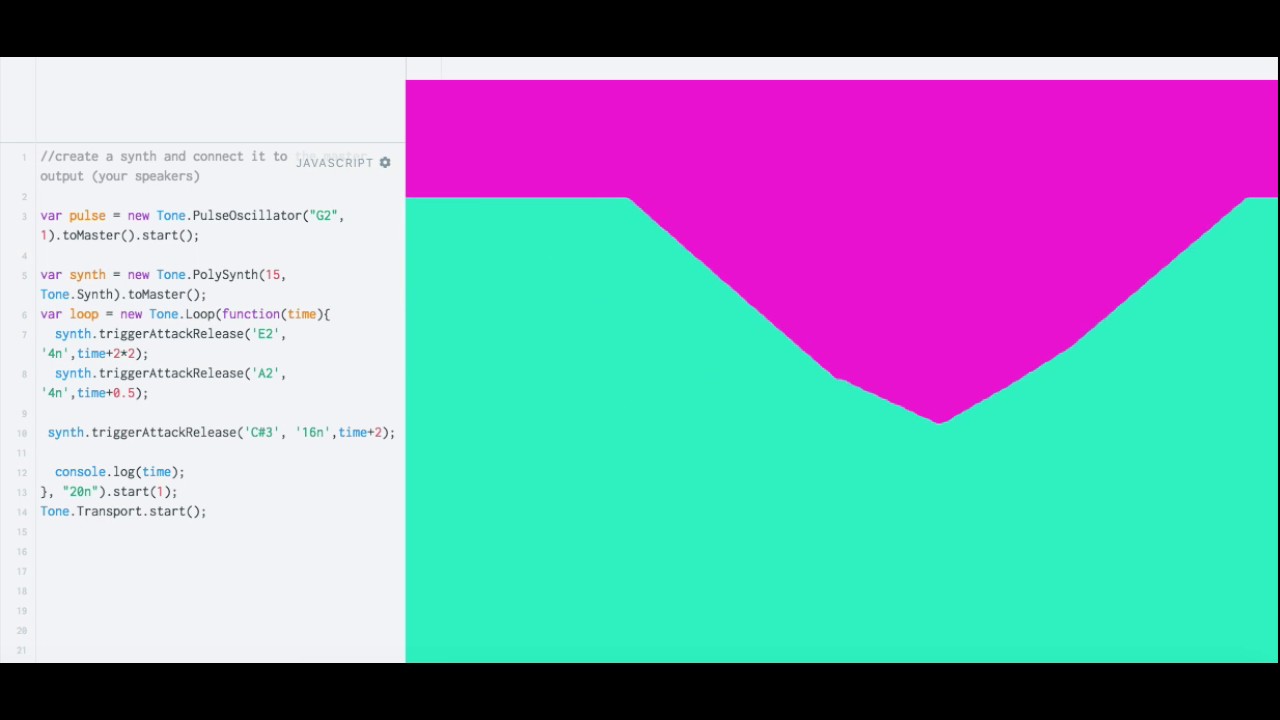 JAVASCRIPT
1 //create a synth and connect it to the master
output (your speakers)
2
3 var pulse = new Tone.PulseOscillator("G2",
1).toMaster().start();
4
5 var synth = new Tone.PolySynth(15,
Tone.Synth).toMaster();
6 var loop = new Tone.Loop(function(time){
7 synth.triggerAttackRelease('E2',
'4n',time+2*2);
8 synth.triggerAttackRelease('A2',
'4n',time+0.5);
9
10 synth.triggerAttackRelease('C#3', '16n',time+2);
11
12 console.log(time);
13 }, "20n").start(1);
14 Tone.Transport.start();
15
16
17
18
19
20
21